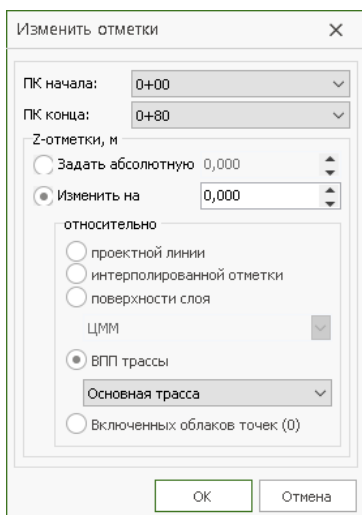 Изменить отметки
ПК начала: 0+00
ПК конца: 0+80
Z-отметки, м
Задать абсолютную 0,000
Изменить на 0,000
относительно
проектной линии
интерполированной отметки
поверхности слоя
ЦММ
ВПП трассы
Основная трасса
Включенных облаков точек (0)
OK Отмена